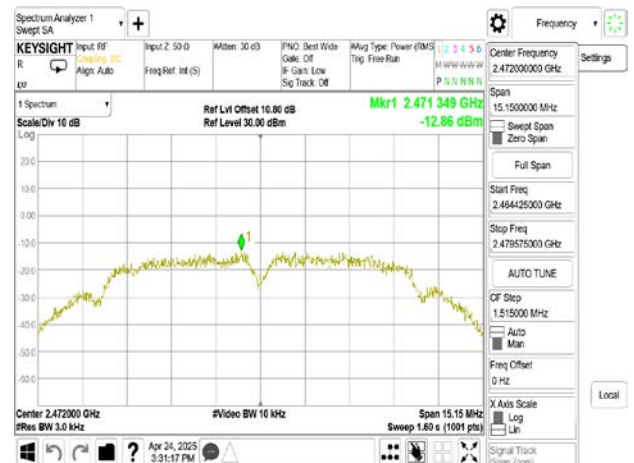 Spectrum Analyzer 1
Swept SA
Frequency
KEYSIGHT
R
Input: RF
Coupling: DC
Align: Auto
Input Z: 50 Ω
Freq Ref: Int (S)
#Atten: 30 dB
PNO: Best Wide
Gate: Off
IF Gain: Low
Sig Track: Off
#Avg Type: Power (RMS
Trig: Free Run
1 2 3 4 5 6
P N N N N N
Settings
1 Spectrum
Scale/Div 10 dB
Log
Ref Lvl Offset 10.80 dB
Ref Level 30.00 dBm
Mkr1 2.471 349 GHz
-12.86 dBm
20.0
10.0
0.00
-10.0
-20.0
-30.0
-40.0
-50.0
-60.0
1
Center 2.472000 GHz
#Res BW 3.0 kHz
#Video BW 10 kHz
Span 15.15 MHz
Sweep 1.60 s (1001 pts)
Center Frequency
2.472000000 GHz
Span
15.1500000 MHz
Swept Span
Zero Span
Full Span
Start Freq
2.464425000 GHz
Stop Freq
2.479575000 GHz
AUTO TUNE
CF Step
1.515000 MHz
Auto
Man
Freq Offset
0 Hz
X Axis Scale
Log
Lin
Signal Track
(Span Zoom)
Local
?
Apr 24, 2025
3:31:17 PM